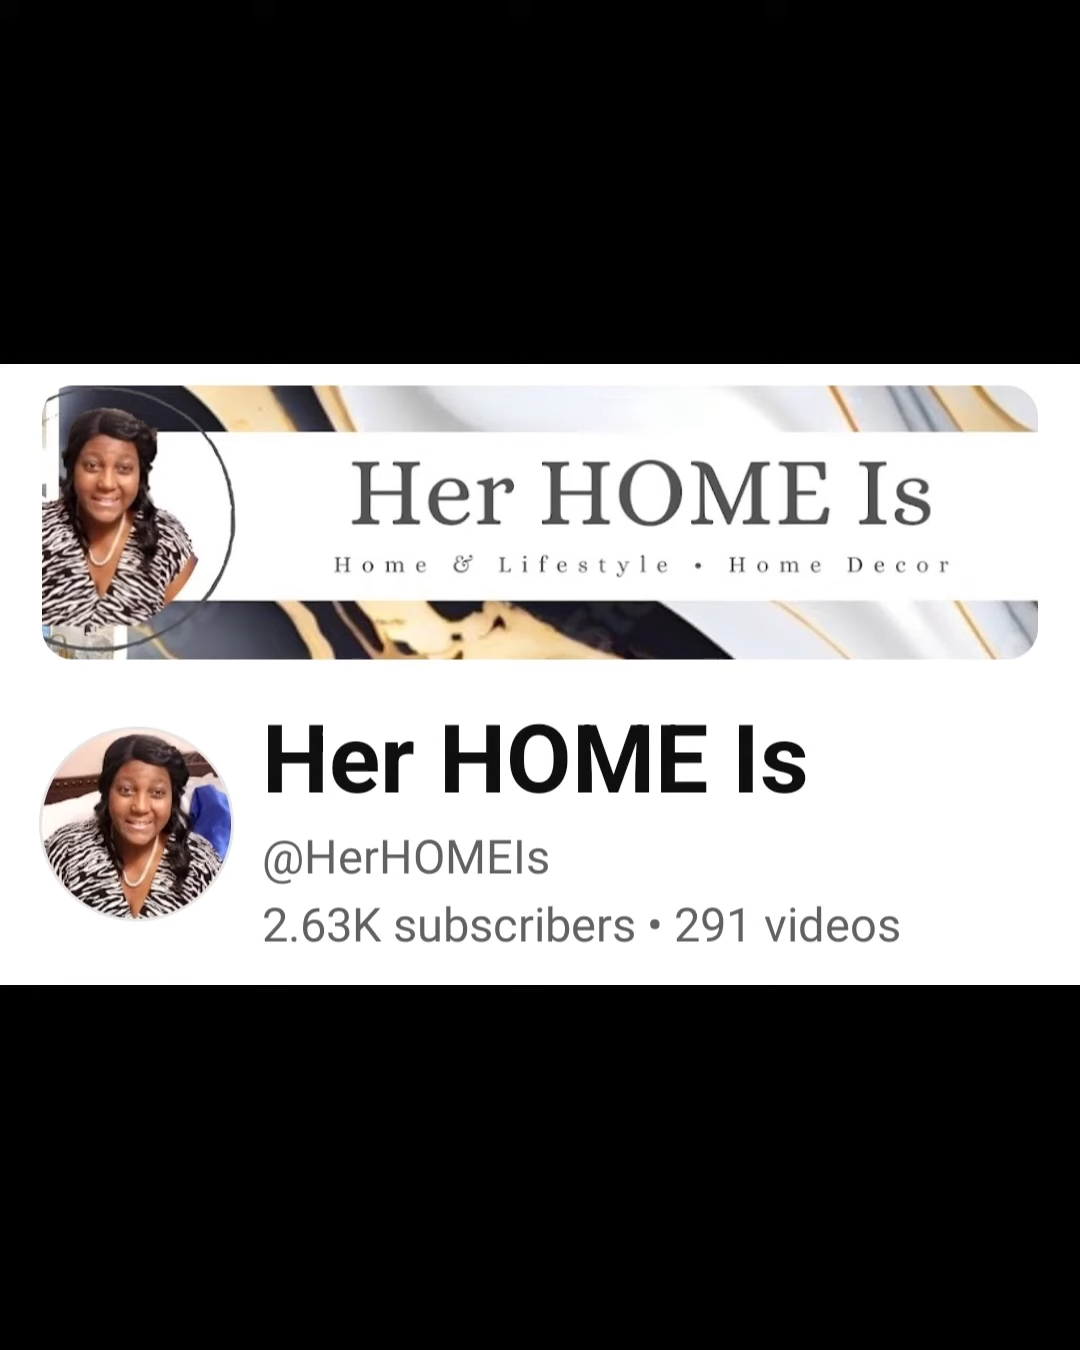 Her HOME Is
Home & Lifestyle • Home Decor
Her HOME Is
@HerHOMEIs
2.63K subscribers • 291 videos